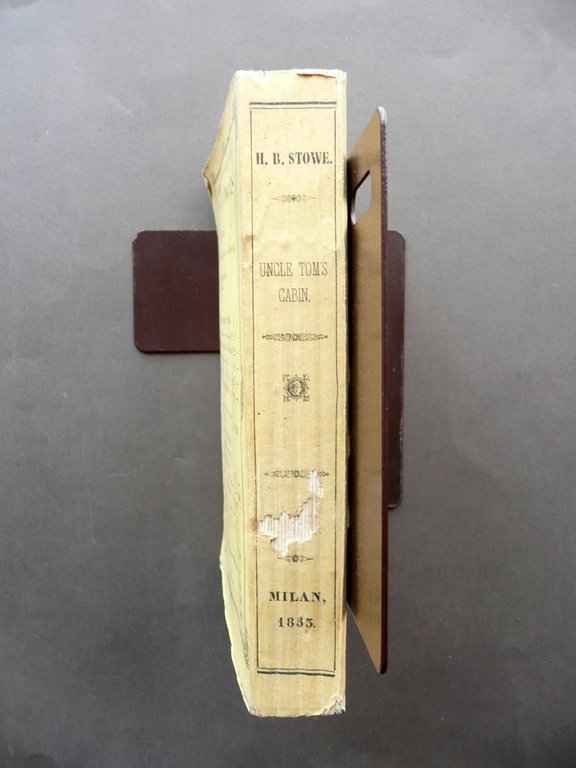 H. B. STOWE.
UNCLE TOM'S
CABIN,
MILAN,
1853.